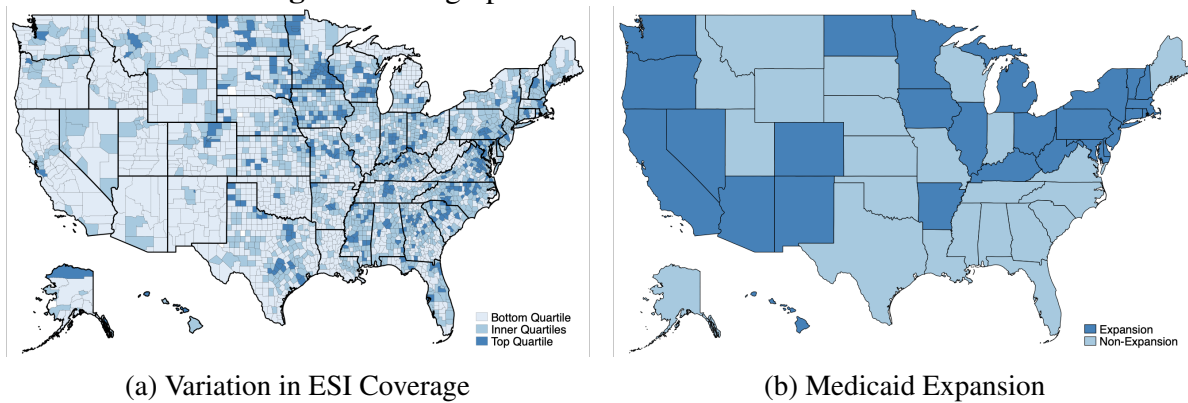 Bottom Quartile
Inner Quartiles
Top Quartile
Expansion
Non-Expansion
(a) Variation in ESI Coverage
(b) Medicaid Expansion